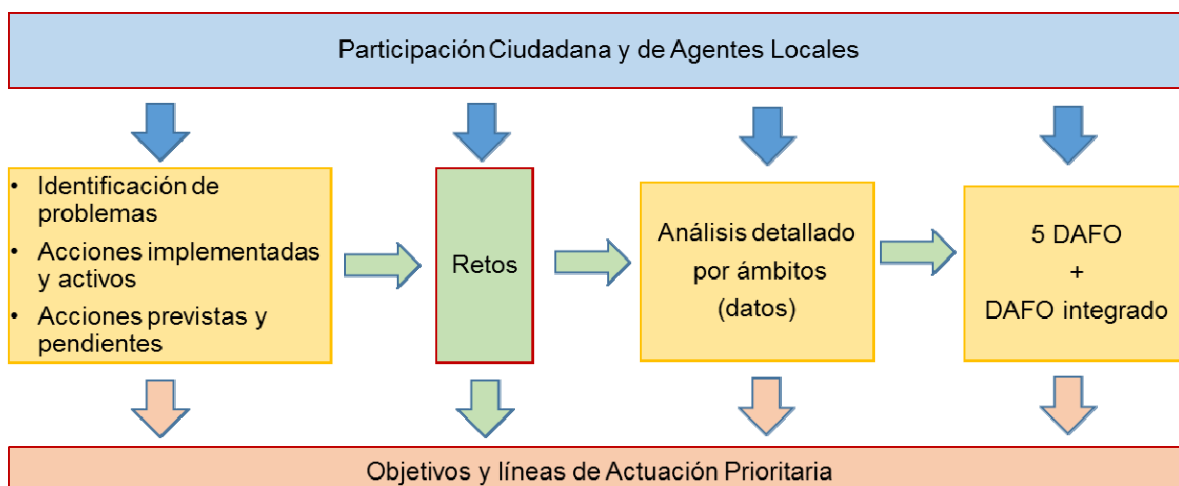 Participación Ciudadana y de Agentes Locales
• Identificación de
problemas
• Acciones implementadas
y activos
• Acciones previstas y
pendientes
Retos
Análisis detallado
por ámbitos
(datos)
5 DAFO
+
DAFO integrado
Objetivos y líneas de Actuación Prioritaria